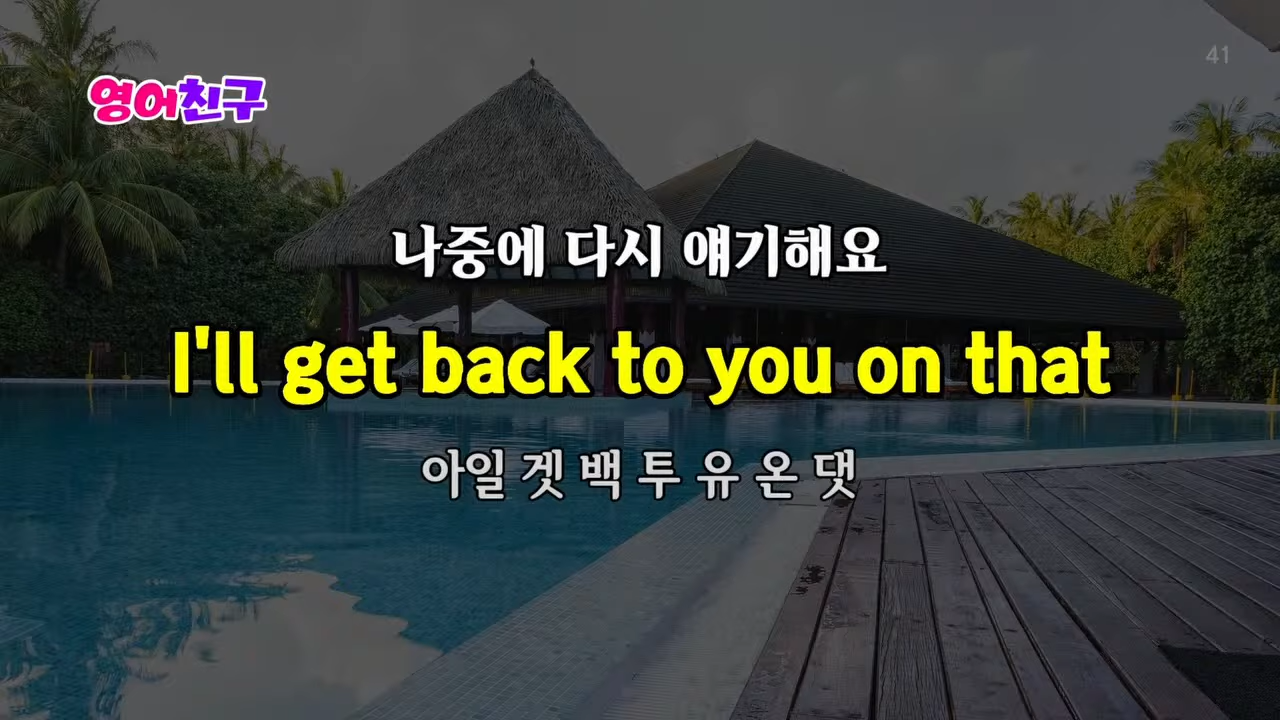 영어친구
41
나중에 다시 얘기해요
I'll get back to you on that
아일 겟 백 투 유 온 댓